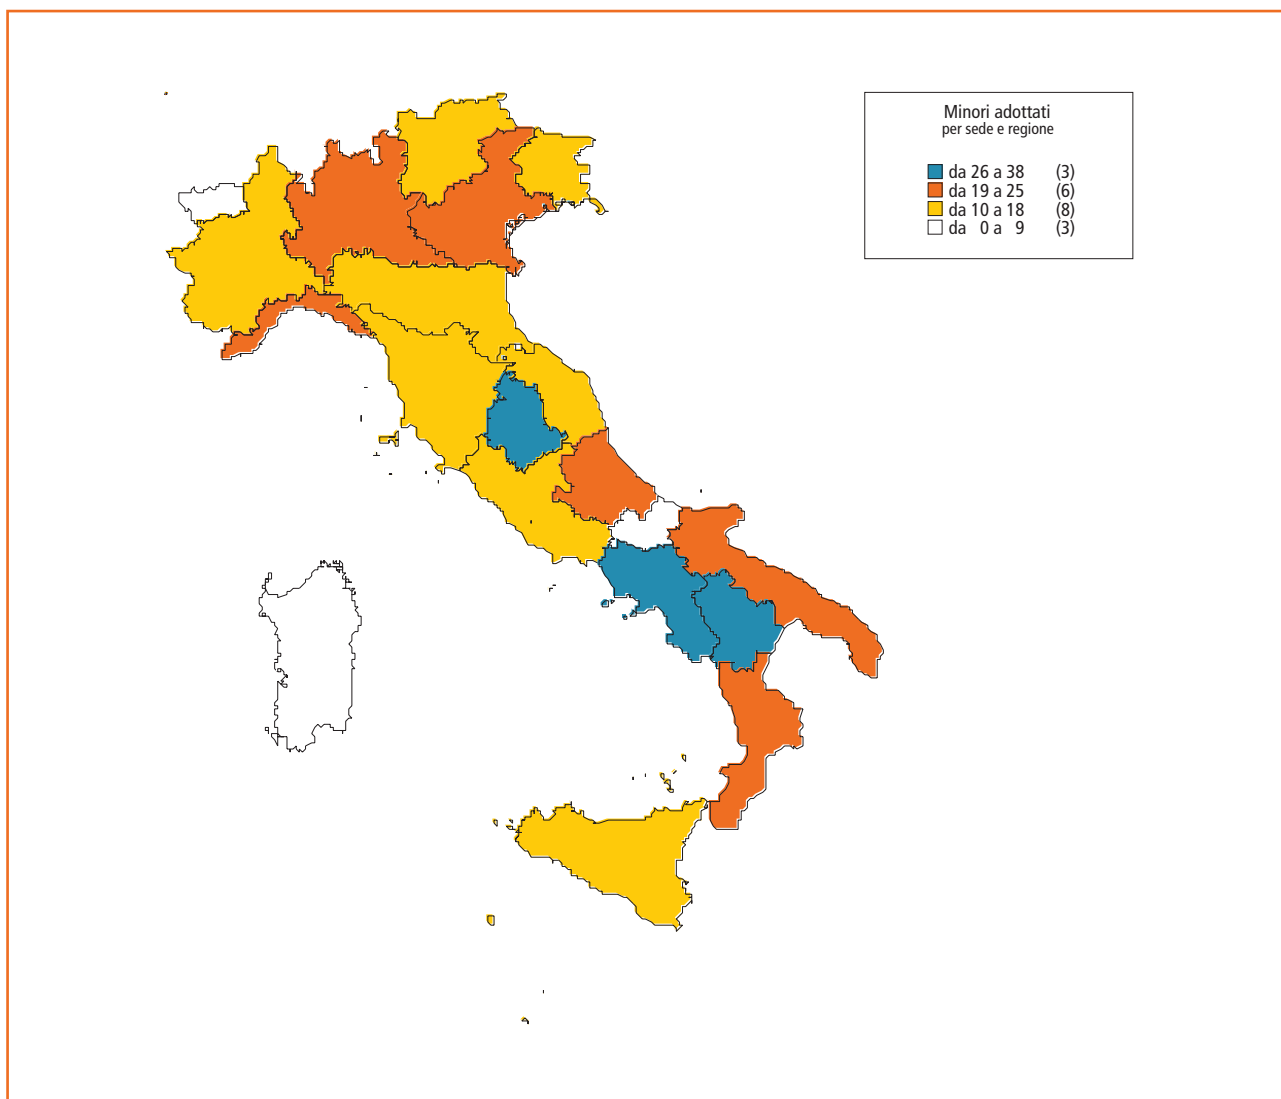 Minori adottati
per sede e regione
da 26 a 38 (3)
da 19 a 25 (6)
da 10 a 18 (8)
da 0 a 9 (3)